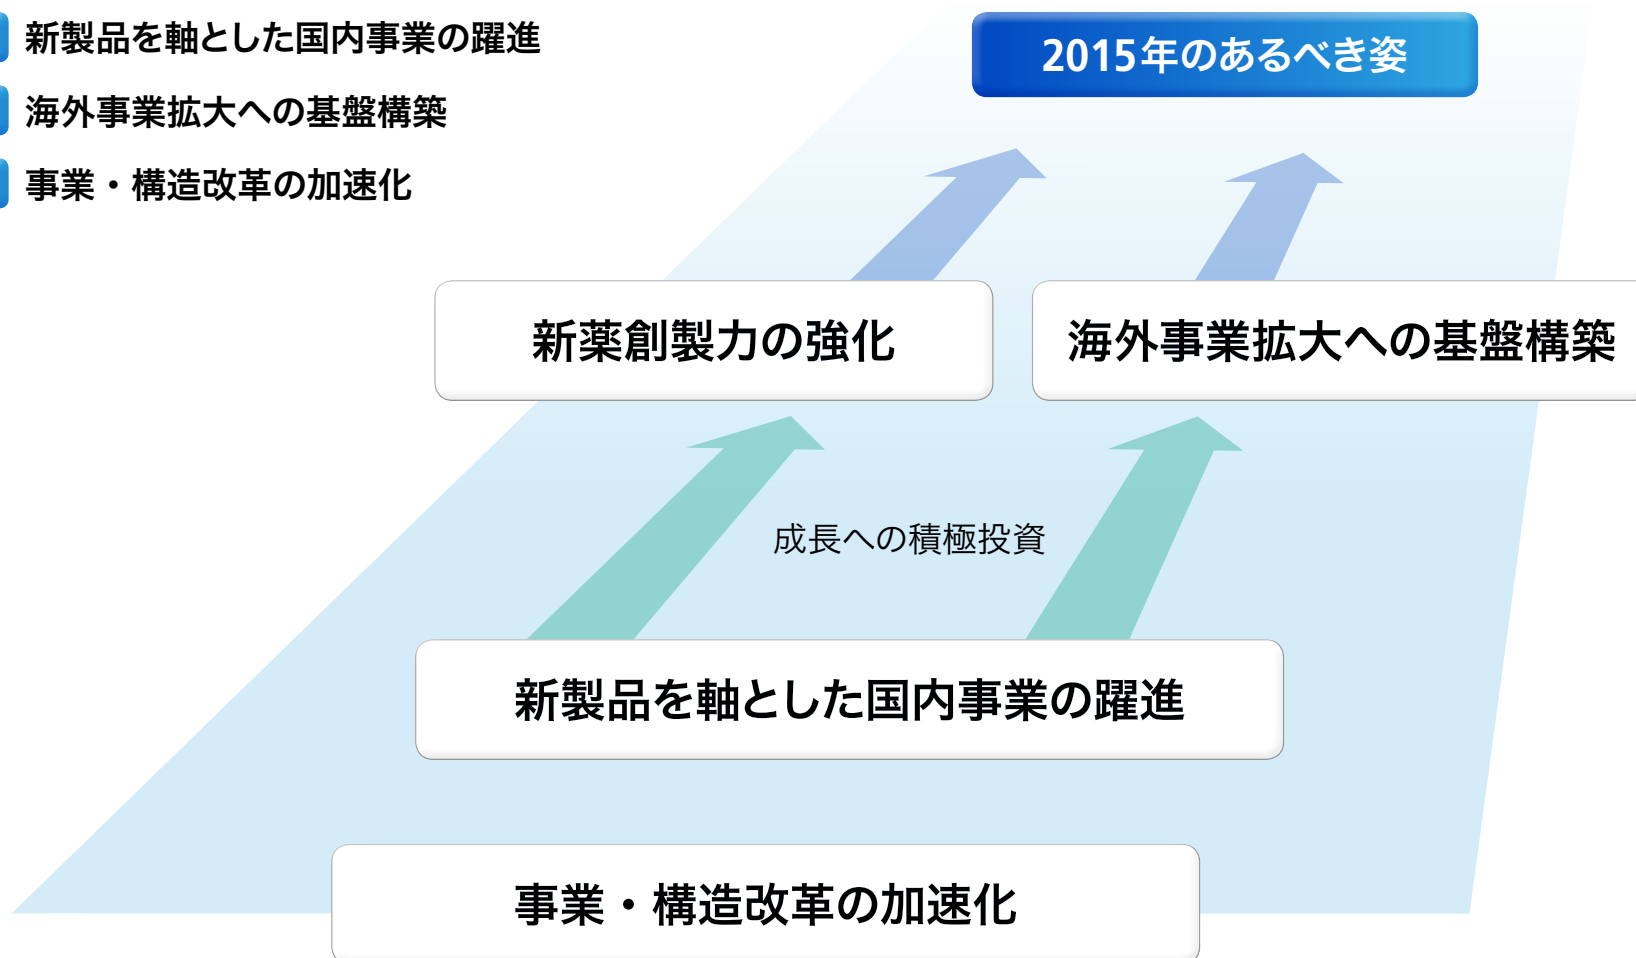 新製品を軸とした国内事業の躍進
海外事業拡大への基盤構築
事業・構造改革の加速化
2015年のあるべき姿
新薬創製力の強化
海外事業拡大への基盤構築
成長への積極投資
新製品を軸とした国内事業の躍進
事業・構造改革の加速化